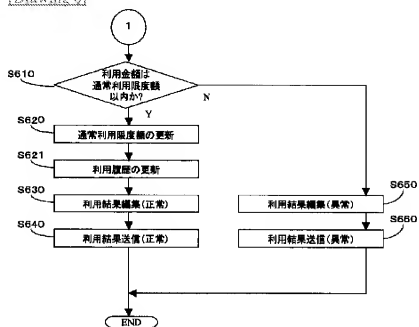 1
S610
利用金額は
通常利用限度額
以内か?
N
Y
S620
通常利用限度額の更新
S621
利用履歴の更新
S630
利用結果編集(正常)
S650
利用結果編集(異常)
S640
利用結果送信(正常)
S660
利用結果送信(異常)
END